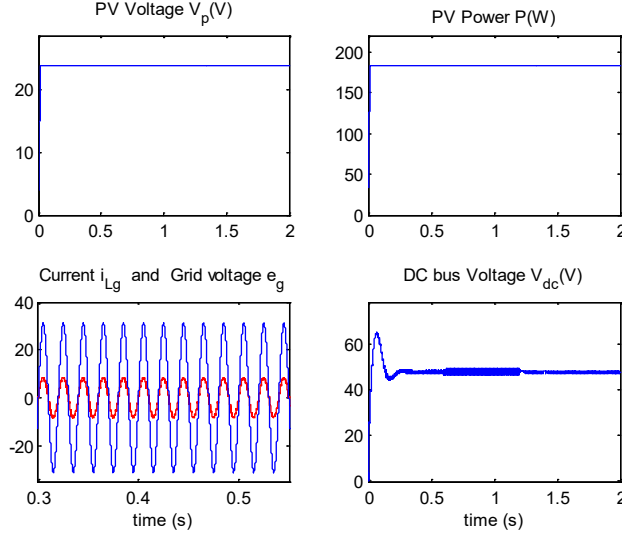 PV Voltage V_p(V)
20
10
0
0 0.5 1 1.5 2
PV Power P(W)
200
150
100
50
0
0 0.5 1 1.5 2
Current i_Lg and Grid voltage e_g
40
20
0
-20
0.3 0.4 0.5
time (s)
DC bus Voltage V_dc(V)
60
40
20
0
0 0.5 1 1.5 2
time (s)